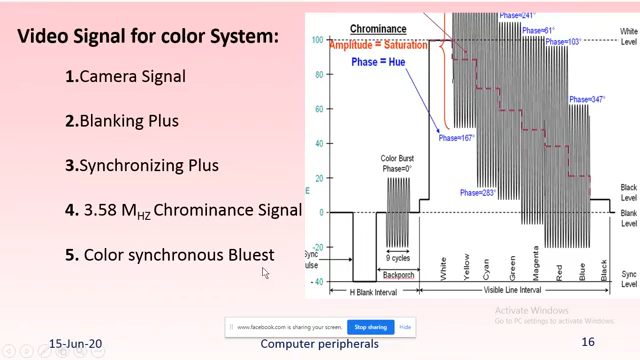 Video Signal for color System:
1.Camera Signal
2.Blanking Plus
3.Synchronizing Plus
4. 3.58 MHZ Chrominance Signal
5. Color synchronous Bluest
Chrominance
Amplitude = Saturation
Phase = Hue
Phase=241°
Phase=61°
Phase=103°
Phase=347°
Phase=167°
Phase=283°
Color Burst
Phase=0°
100
80
60
40
20
0
-20
-40
E
White
Level
Black
Level
Blank
Level
Sync
Level
Sync
Pulse
9 cycles
Backporch
H Blank Interval
Visible Line Interval
White
Yellow
Cyan
Green
Magenta
Red
Blue
Black
Activate Windows
Go to PC settings to activate Windows.
www.facebook.com is sharing your screen.
Stop sharing
Hide
15-Jun-20
Computer peripherals
16